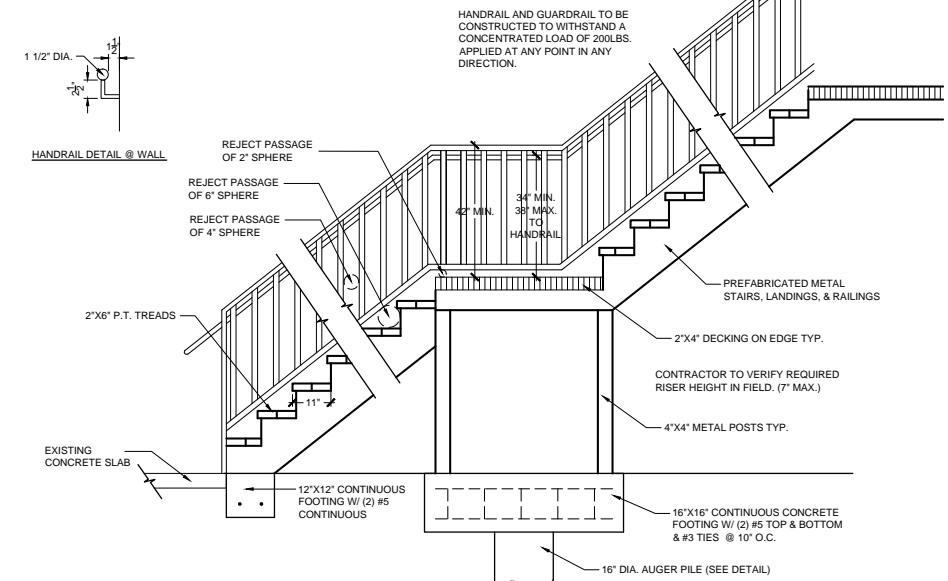 HANDRAIL AND GUARDRAIL TO BE
CONSTRUCTED TO WITHSTAND A
CONCENTRATED LOAD OF 200LBS.
APPLIED AT ANY POINT IN ANY
DIRECTION.
1 1/2" DIA.
1 1/2"
2 1/2"
HANDRAIL DETAIL @ WALL
REJECT PASSAGE
OF 2" SPHERE
REJECT PASSAGE
OF 6" SPHERE
REJECT PASSAGE
OF 4" SPHERE
42" MIN.
34" MIN.
38" MAX.
TO
HANDRAIL
PREFABRICATED METAL
STAIRS, LANDINGS, & RAILINGS
2"X6" P.T. TREADS
2"X4" DECKING ON EDGE TYP.
CONTRACTOR TO VERIFY REQUIRED
RISER HEIGHT IN FIELD. (7" MAX.)
11"
4"X4" METAL POSTS TYP.
EXISTING
CONCRETE SLAB
12"X12" CONTINUOUS
FOOTING W/ (2) #5
CONTINUOUS
16"X16" CONTINUOUS CONCRETE
FOOTING W/ (2) #5 TOP & BOTTOM
& #3 TIES @ 10" O.C.
16" DIA. AUGER PILE (SEE DETAIL)